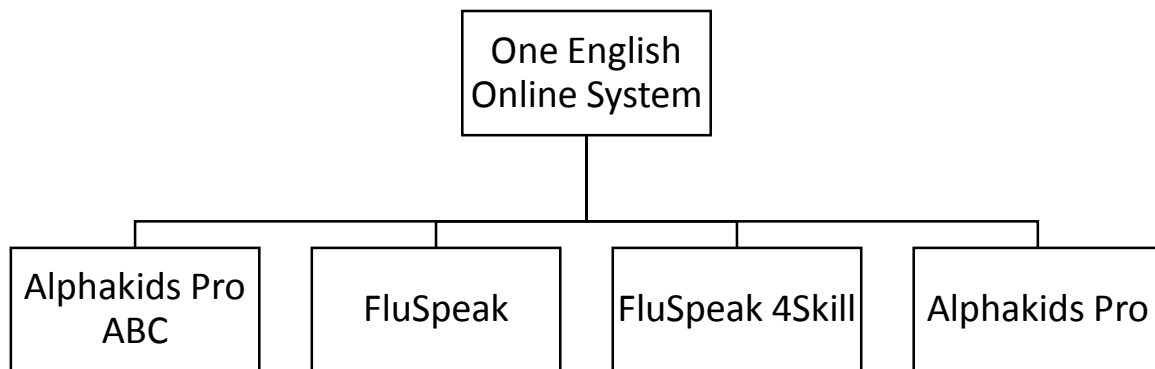 One English
Online System
Alphakids Pro
ABC
FluSpeak
FluSpeak 4Skill
Alphakids Pro